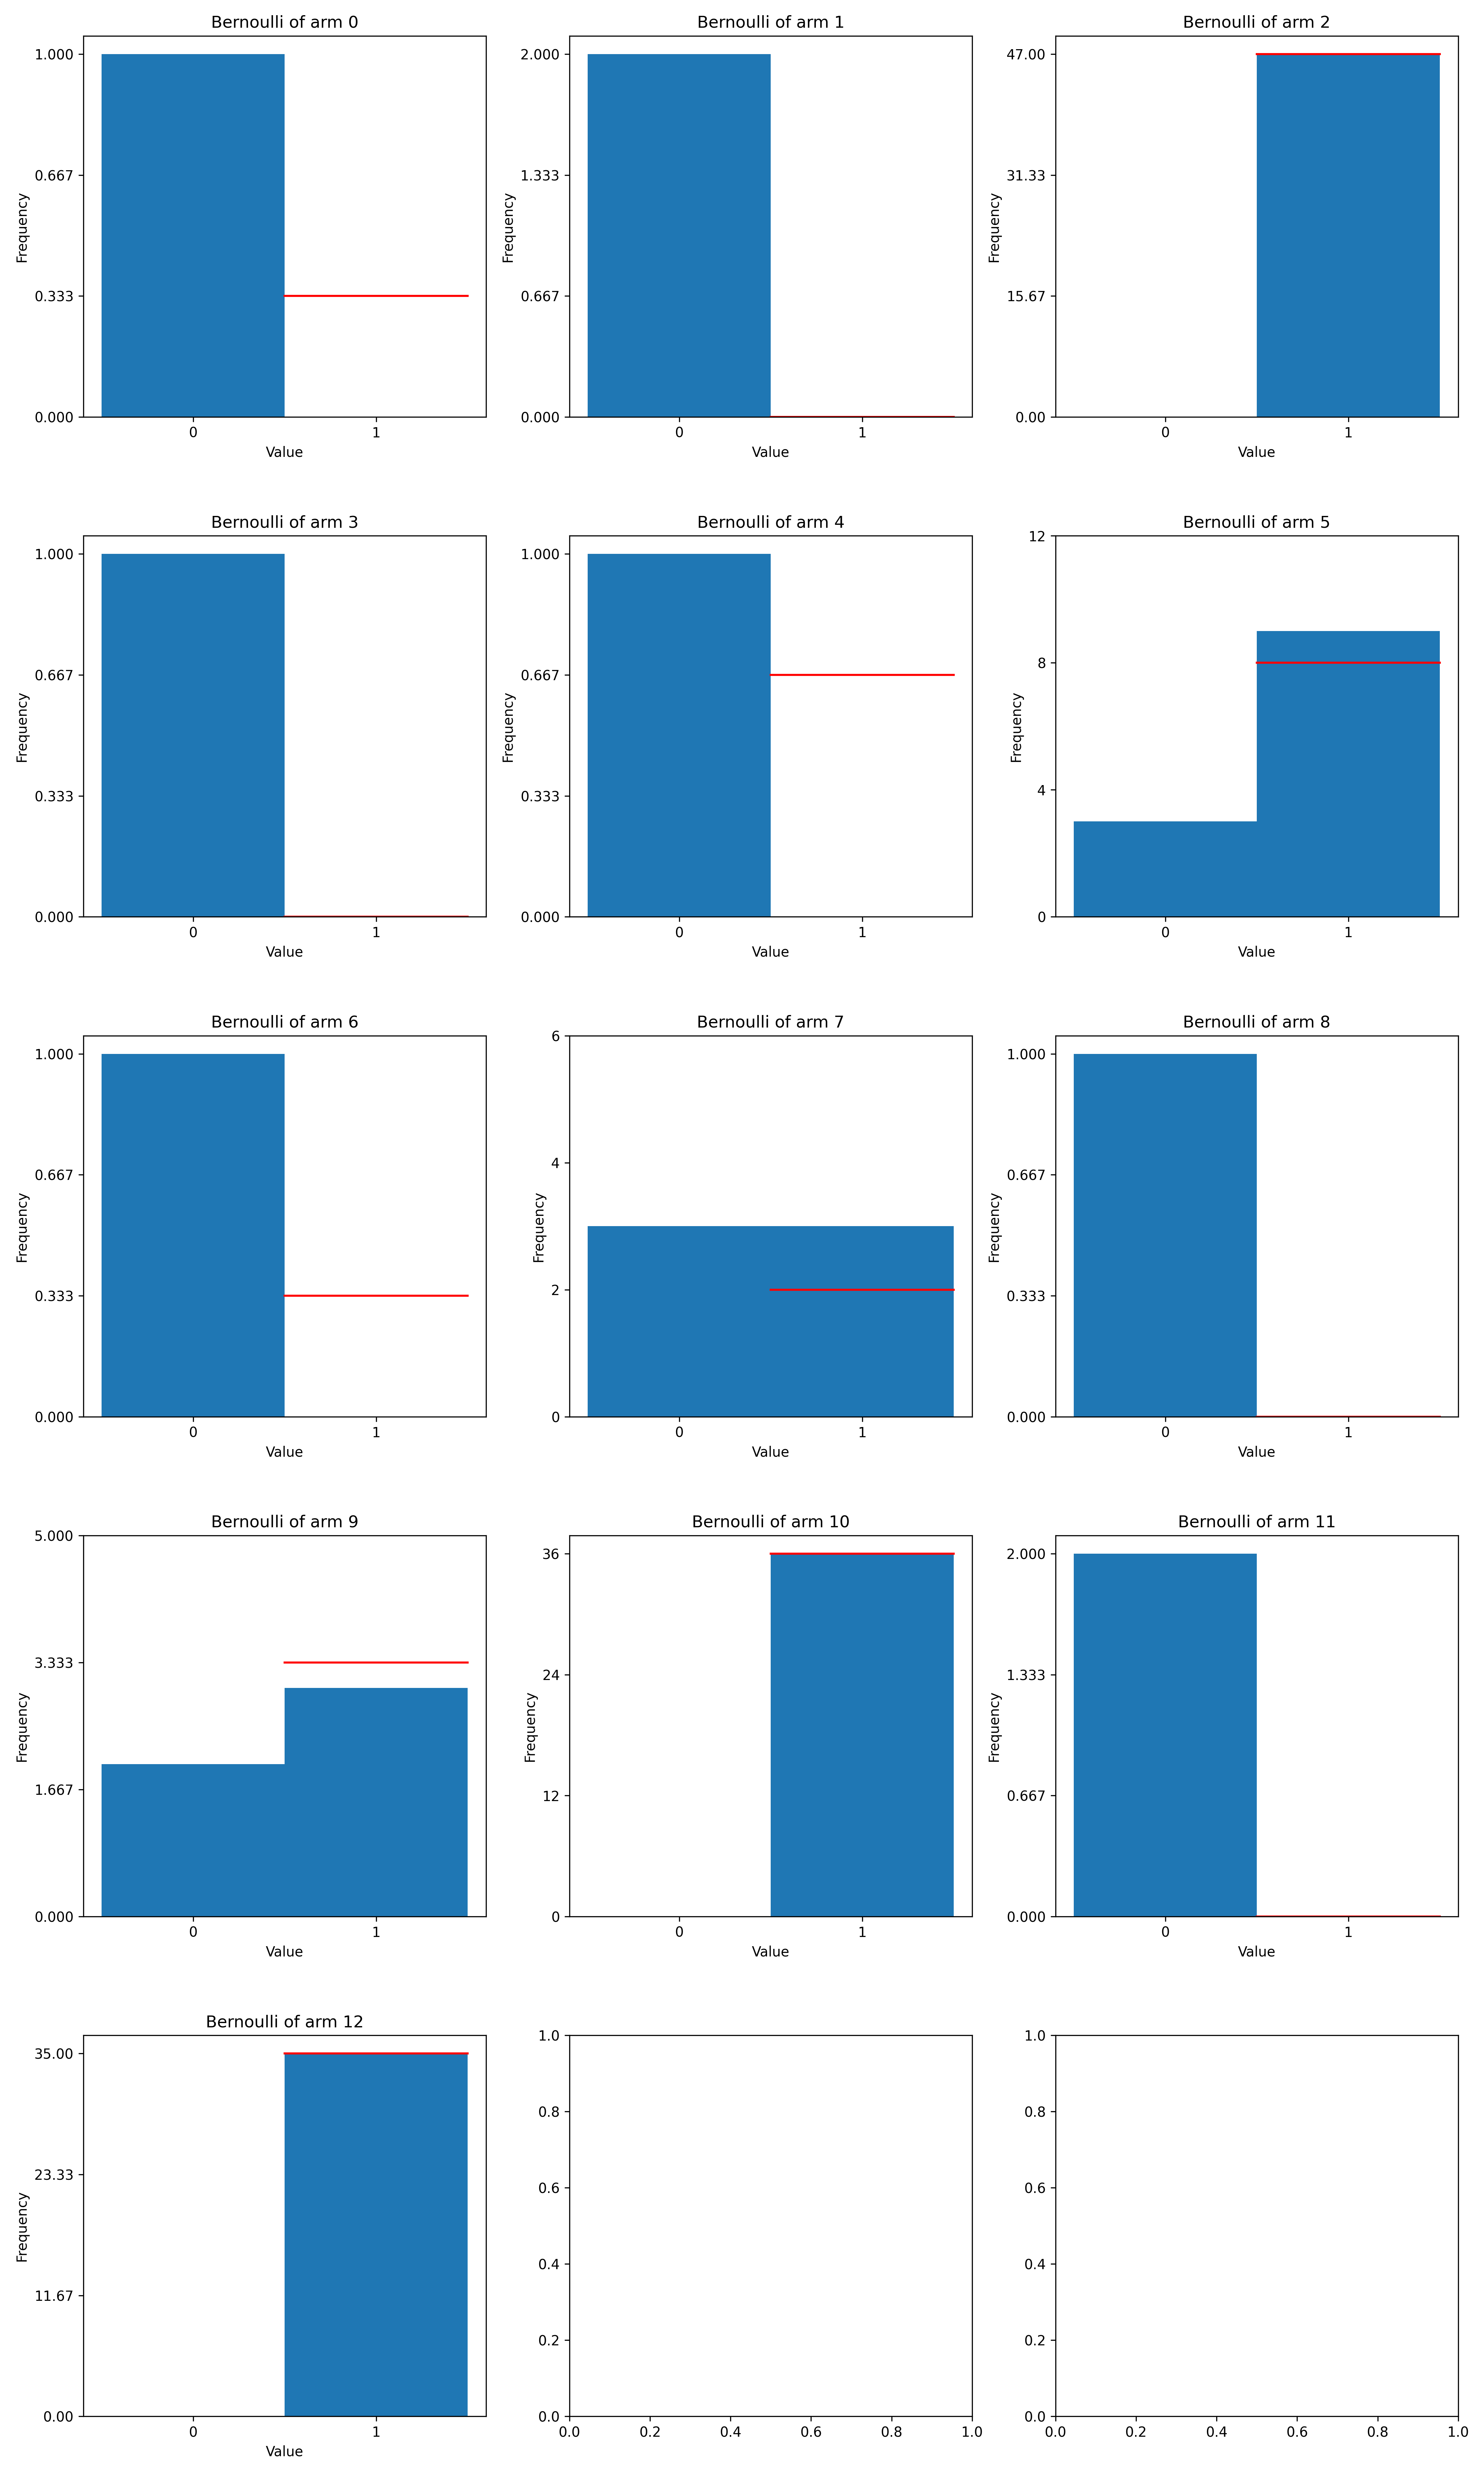 Bernoulli of arm 0
1.000
0.667
0.333
0.000
Frequency
0 1
Value
Bernoulli of arm 1
2.000
1.333
0.667
0.000
Frequency
0 1
Value
Bernoulli of arm 2
47.00
31.33
15.67
0.00
Frequency
0 1
Value
Bernoulli of arm 3
1.000
0.667
0.333
0.000
Frequency
0 1
Value
Bernoulli of arm 4
1.000
0.667
0.333
0.000
Frequency
0 1
Value
Bernoulli of arm 5
12
8
4
0
Frequency
0 1
Value
Bernoulli of arm 6
1.000
0.667
0.333
0.000
Frequency
0 1
Value
Bernoulli of arm 7
6
4
2
0
Frequency
0 1
Value
Bernoulli of arm 8
1.000
0.667
0.333
0.000
Frequency
0 1
Value
Bernoulli of arm 9
5.000
3.333
1.667
0.000
Frequency
0 1
Value
Bernoulli of arm 10
36
24
12
0
Frequency
0 1
Value
Bernoulli of arm 11
2.000
1.333
0.667
0.000
Frequency
0 1
Value
Bernoulli of arm 12
35.00
23.33
11.67
0.00
Frequency
0 1
Value
1.0
0.8
0.6
0.4
0.2
0.0
0.0 0.2 0.4 0.6 0.8 1.0
1.0
0.8
0.6
0.4
0.2
0.0
0.0 0.2 0.4 0.6 0.8 1.0